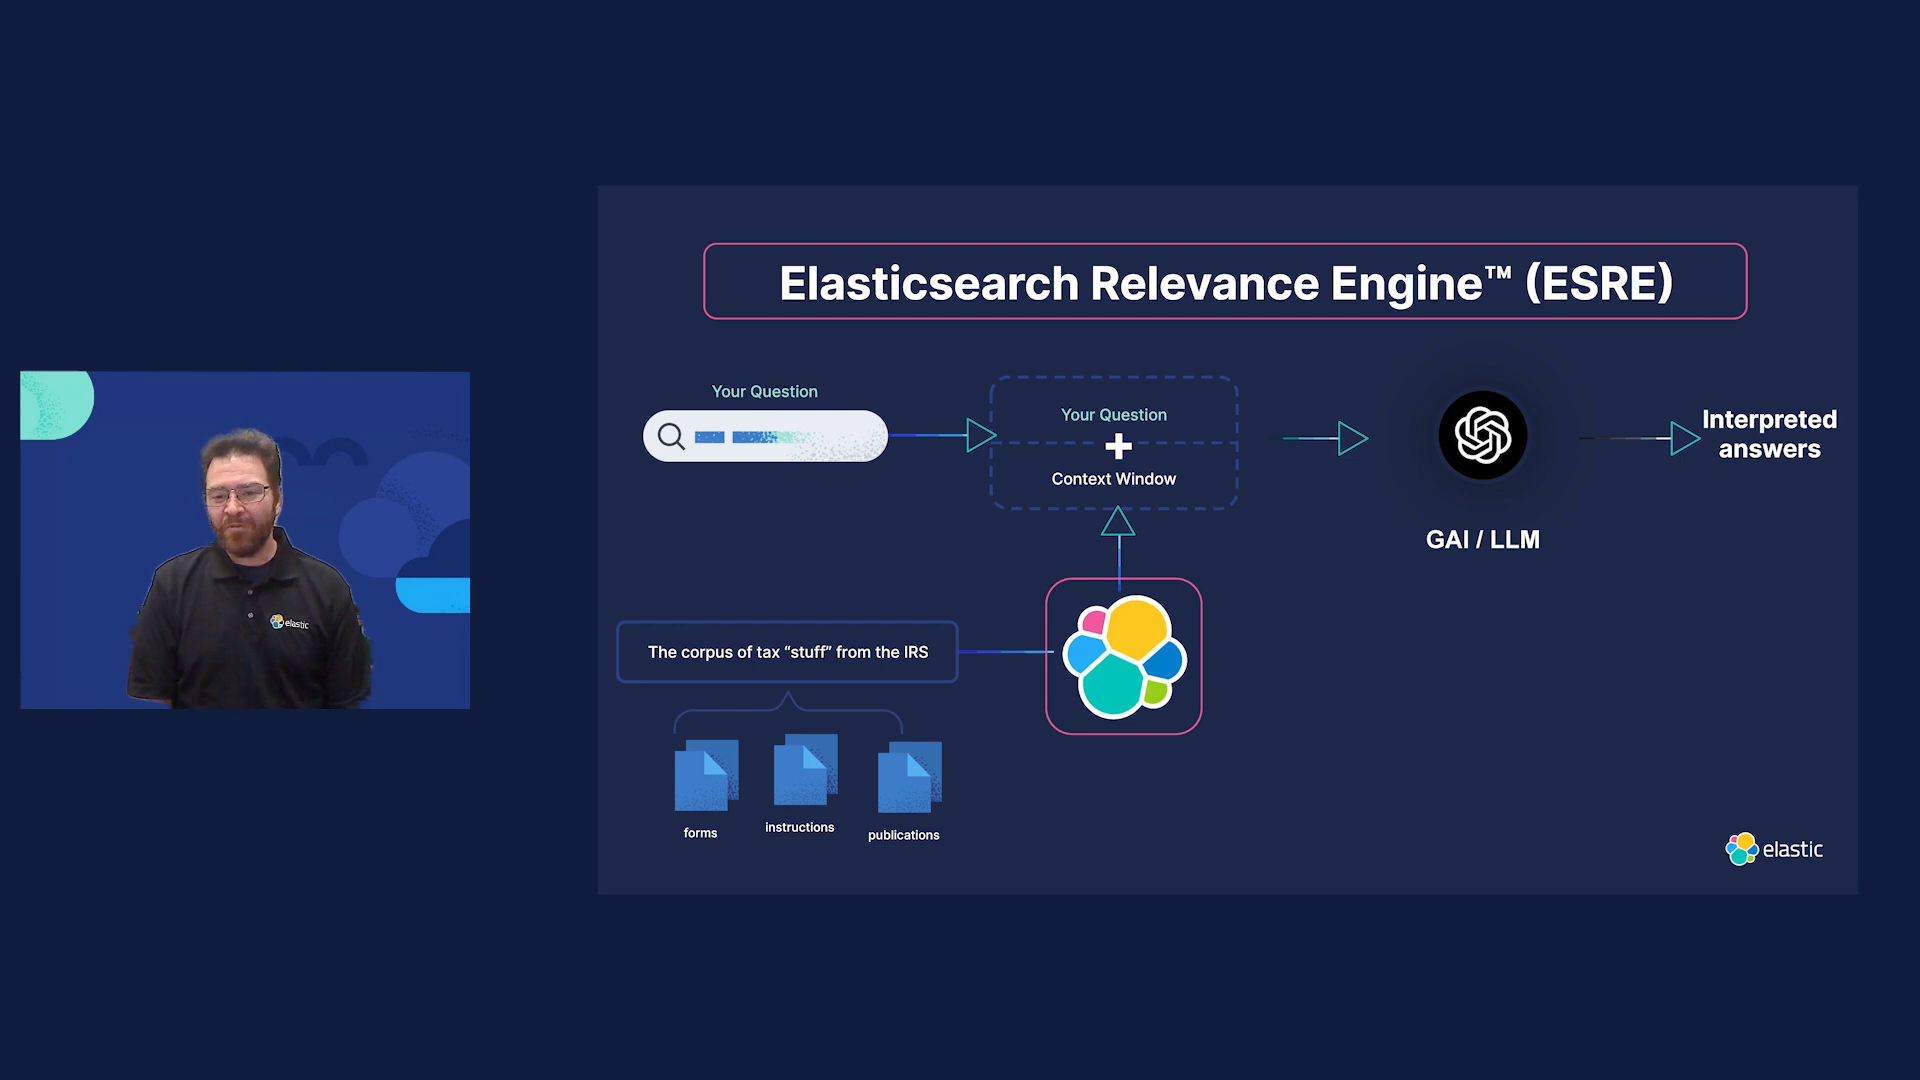 Elasticsearch Relevance Engine™ (ESRE)
Your Question
Your Question
Context Window
GAI / LLM
Interpreted
answers
The corpus of tax “stuff” from the IRS
forms
instructions
publications
elastic
elastic